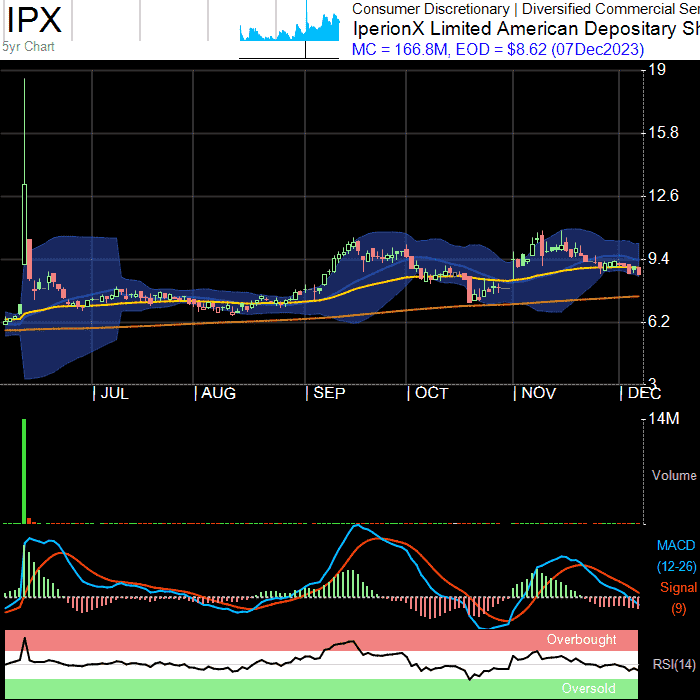 IPX
5yr Chart
Consumer Discretionary | Diversified Commercial Ser
IperionX Limited American Depositary Sh
MC = 166.8M, EOD = $8.62 (07Dec2023)
19
15.8
12.6
9.4
6.2
3
JUL
AUG
SEP
OCT
NOV
DEC
14M
Volume
MACD
(12-26)
Signal
(9)
Overbought
RSI(14)
Oversold